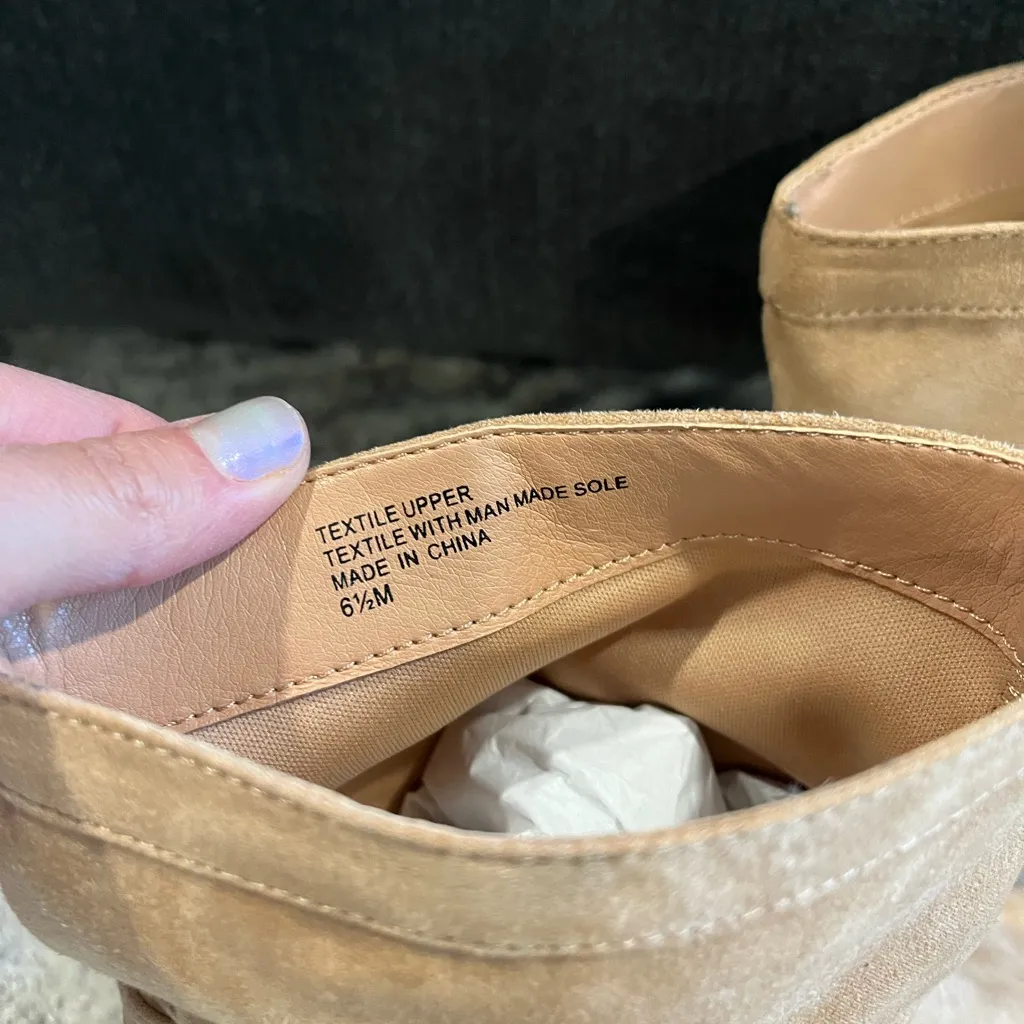 TEXTILE UPPER
TEXTILE WITH MAN MADE SOLE
MADE IN CHINA
6½M